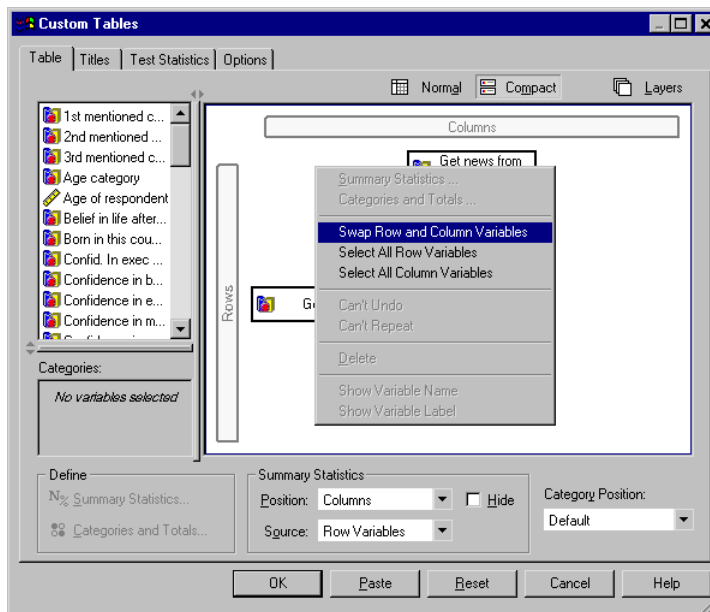 Custom Tables
Table Titles Test Statistics Options
Normal Compact Layers
1st mentioned c...
2nd mentioned ...
3rd mentioned c...
Age category
Age of respondent
Belief in life after...
Born in this cou...
Confid. In exec ...
Confidence in b...
Confidence in e...
Confidence in m...
Columns
Get news from
Rows
Summary Statistics ...
Categories and Totals ...
Swap Row and Column Variables
Select All Row Variables
Select All Column Variables
Can't Undo
Can't Repeat
Delete
Show Variable Name
Show Variable Label
Categories:
No variables selected
Define
N% Summary Statistics...
Categories and Totals...
Summary Statistics
Position: Columns Hide
Source: Row Variables
Category Position:
Default
OK Paste Reset Cancel Help